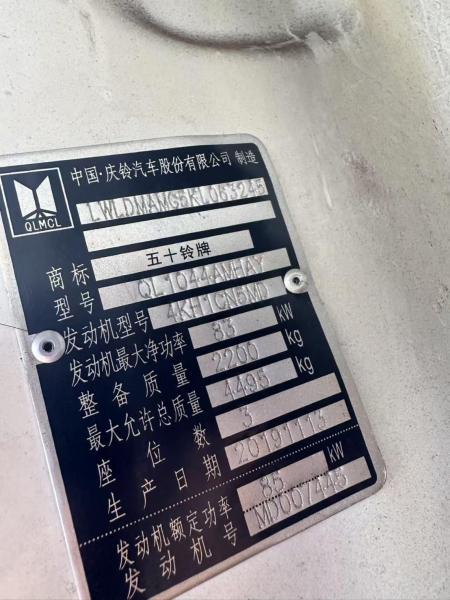 中国·庆铃汽车股份有限公司 制造
QLMCL
LWLDMAMG5KL063245
商标 五十铃牌
型号 QL1044AMHAY
发动机型号 4KH1CN5MD
发动机最大净功率 83 kW
整备质量 2200 kg
最大允许总质量 4495 kg
座位数 3
生产日期 20191113
发动机额定功率 85 kW
发动机号 MD007445